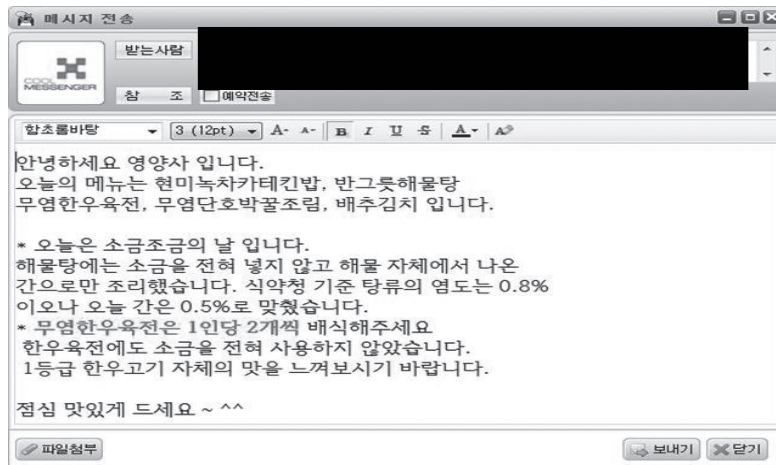 메시지 전송
받는사람
COOL
MESSENGER
참 조 예약전송
함초롬바탕 3 (12pt) A- A- B I U S A
안녕하세요 영양사 입니다.
오늘의 메뉴는 현미녹차카테킨밥, 반그릇해물탕
무염한우육전, 무염단호박꿀조림, 배추김치 입니다.
* 오늘은 소금조금의 날 입니다.
해물탕에는 소금을 전혀 넣지 않고 해물 자체에서 나온
간으로만 조리했습니다. 식약청 기준 탕류의 염도는 0.8%
이오나 오늘 간은 0.5%로 맞췄습니다.
* 무염한우육전은 1인당 2개씩 배식해주세요
한우육전에도 소금을 전혀 사용하지 않았습니다.
1등급 한우고기 자체의 맛을 느껴보시기 바랍니다.
점심 맛있게 드세요 ~ ^^
파일첨부 보내기 닫기